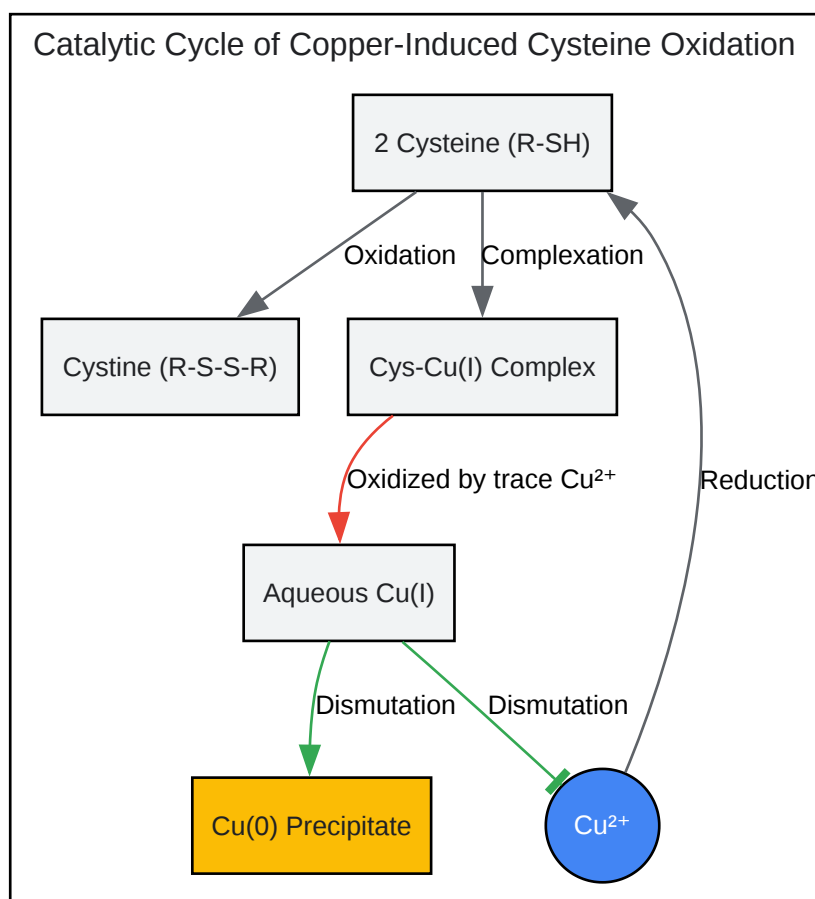 Catalytic Cycle of Copper-Induced Cysteine Oxidation
2 Cysteine (R-SH)
Oxidation
Complexation
Cystine (R-S-S-R)
Cys-Cu(I) Complex
Oxidized by trace Cu²⁺
Reduction
Aqueous Cu(I)
Dismutation
Dismutation
Cu(0) Precipitate
Cu²⁺